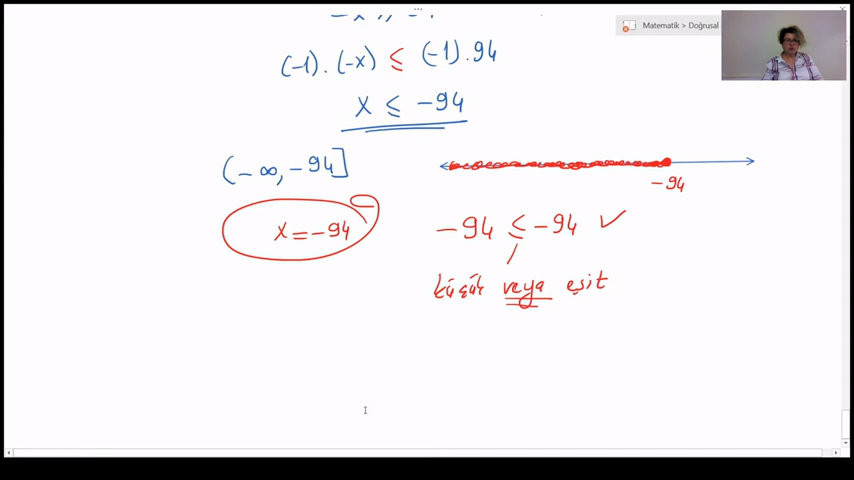 Matematik > Doğrusal
(-1).(-x) ≤ (-1).94
x ≤ -94
(-∞, -94]
-94
x = -94
-94 ≤ -94 ✓
küçük veya eşit